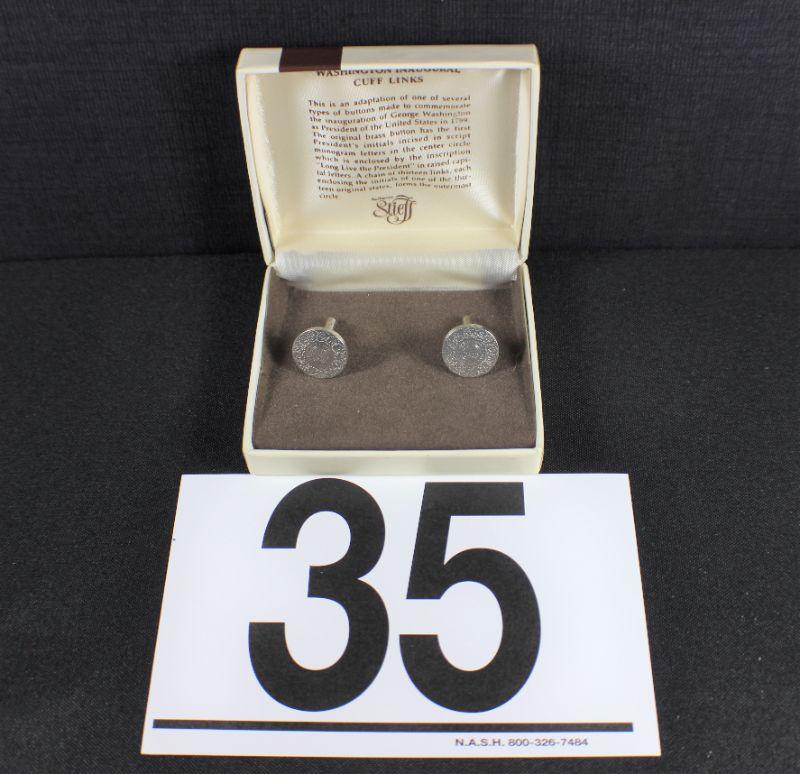 WASHINGTON INAUGURAL
CUFF LINKS
This is an adaptation of one of several
types of buttons made to commemorate
the inauguration of George Washington
as President of the United States in 1789.
The original brass button has the first
President's initials incised in script
monogram letters in the center circle
which is enclosed by the inscription
"Long Live the President" in raised capi-
tal letters. A chain of thirteen links, each
enclosing the initials of one of the thir-
teen original states, forms the outermost
circle
Stieff
35
N.A.S.H. 800-326-7484